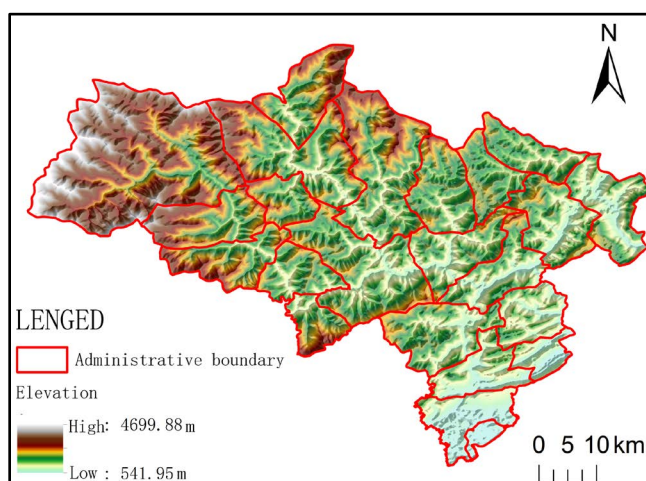 N
LENGED
Administrative boundary
Elevation
High: 4699.88 m
Low : 541.95 m
0 5 10 km